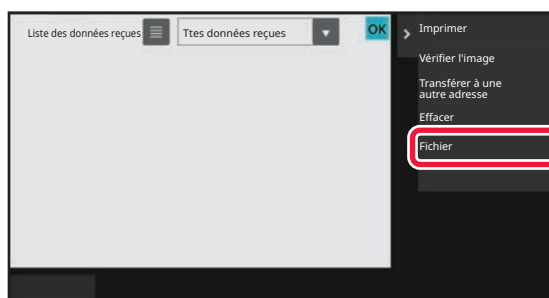 Liste des données reçues
Ttes données reçues
OK
Imprimer
Vérifier l'image
Transférer à une
autre adresse
Effacer
Fichier